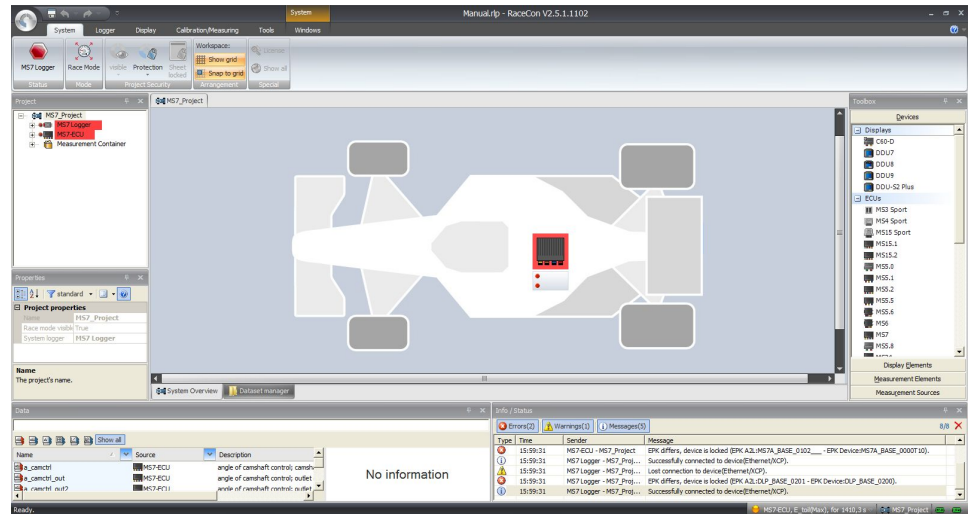 System
Manual.rlp - RaceCon V2.5.1.1102
System Logger Display Calibration/Measuring Tools Windows
MS7 Logger
Status
Race Mode
Mode
visible Protection Sheet locked
Project Security
Workspace:
Show grid
Snap to grid
Arrangement
License
Show all
Special
Project
MS7_Project
MS7 Logger
MS7-ECU
Measurement Container
Properties
standard
Project properties
Name MS7_Project
Race mode visible True
System logger MS7 Logger
Name
The project's name.
MS7_Project
System Overview Dataset manager
Toolbox
Devices
Displays
C60-D
DDU7
DDU8
DDU9
DDU-S2 Plus
ECUs
MS3 Sport
MS4 Sport
MS15 Sport
MS15.1
MS15.2
MS5.0
MS5.1
MS5.2
MS5.5
MS5.6
MS6
MS7
MS5.8
Display Elements
Measurement Elements
Measurement Sources
Data
Show all
Name Source Description
a_camctrl MS7-ECU angle of camshaft control; camsh
a_camctrl_out MS7-ECU angle of camshaft control; outlet
a_camctrl_out2 MS7-ECU angle of camshaft control; outlet
No information
Info / Status
Errors(2) Warnings(1) Messages(5) 8/8
Type Time Sender Message
15:59:31 MS7-ECU - MS7_Project EPK differs, device is locked (EPK A2L:MS7A_BASE_0102___ - EPK Device:MS7A_BASE_0000T10).
15:59:31 MS7 Logger - MS7_Proj... Successfully connected to device(Ethernet/XCP).
15:59:31 MS7 Logger - MS7_Proj... Lost connection to device(Ethernet/XCP).
15:59:31 MS7 Logger - MS7_Proj... EPK differs, device is locked (EPK A2L:DLP_BASE_0201 - EPK Device:DLP_BASE_0200).
15:59:31 MS7 Logger - MS7_Proj... Successfully connected to device(Ethernet/XCP).
Ready.
MS7-ECU, E_toil(Max), for 1410,3 s MS7_Project